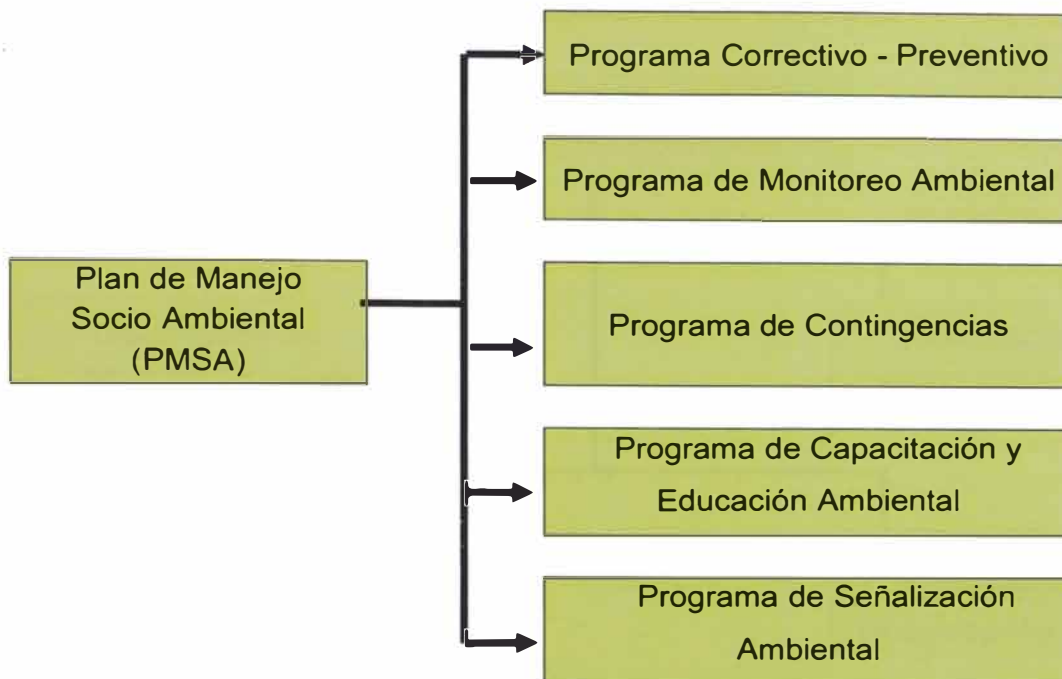 Plan de Manejo
Socio Ambiental
(PMSA)
Programa Correctivo - Preventivo
Programa de Monitoreo Ambiental
Programa de Contingencias
Programa de Capacitación y
Educación Ambiental
Programa de Señalización
Ambiental